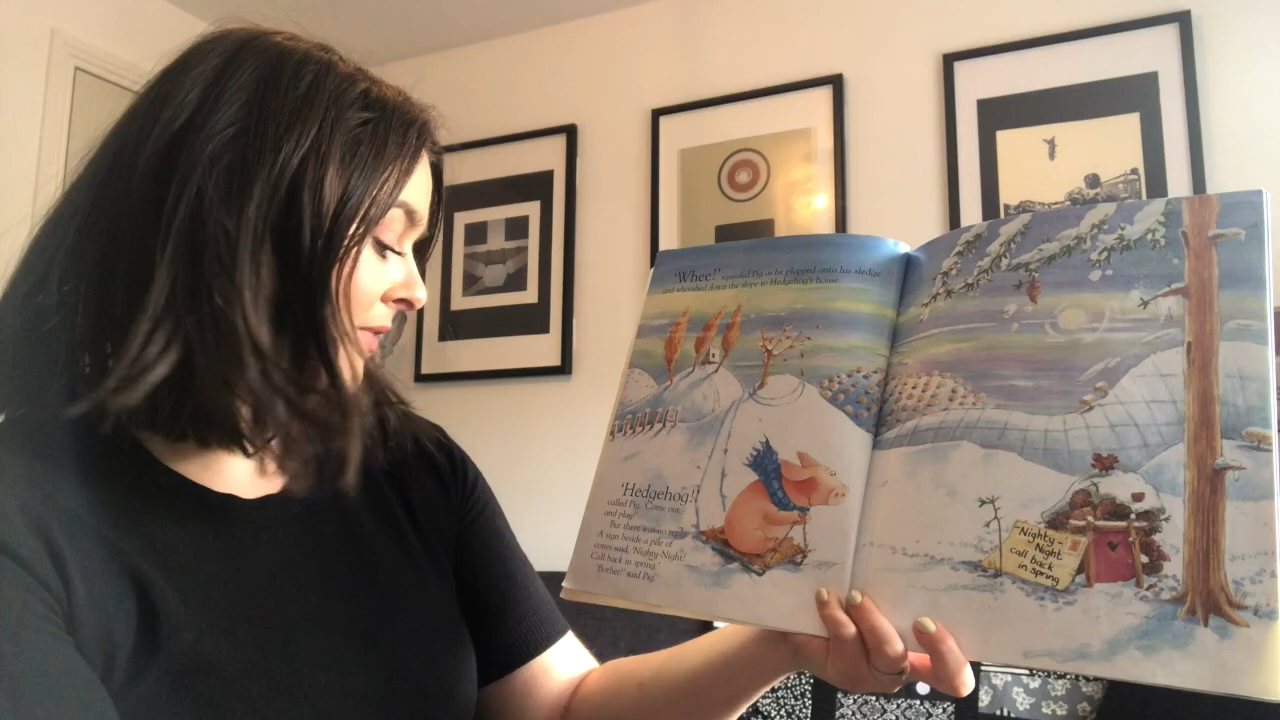 'Whee!' squealed Pig as he plopped onto his sledge
and whooshed down the slope to Hedgehog's house.
'Hedgehog!'
called Pig. 'Come out
and play!'
But there was no reply.
A sign beside a pile of
cones said, 'Nighty-Night!
Call back in spring.'
'Bother!' said Pig.
Nighty-
Night
call back
in spring